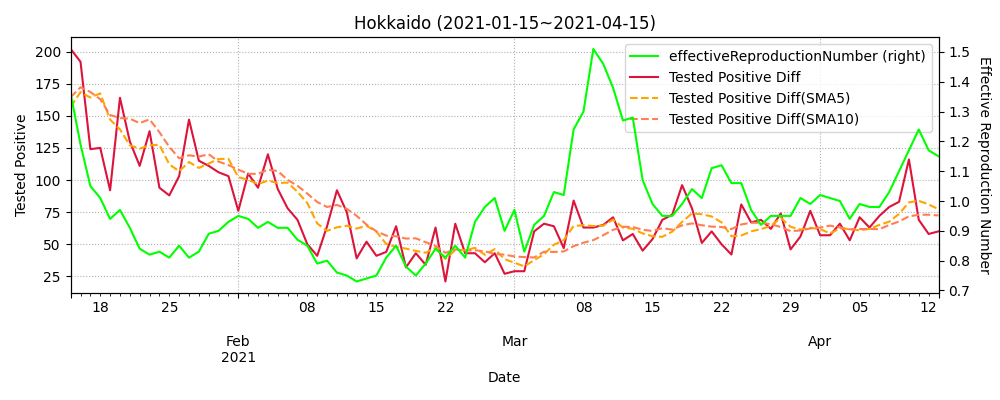 Hokkaido (2021-01-15~2021-04-15)
effectiveReproductionNumber (right)
Tested Positive Diff
Tested Positive Diff(SMA5)
Tested Positive Diff(SMA10)
Tested Positive
200
175
150
125
100
75
50
25
1.5
1.4
1.3
1.2
1.1
1.0
0.9
0.8
0.7
Effective Reproduction Number
18 25 08 15 22 08 15 22 29 05 12
Feb Mar Apr
2021
Date